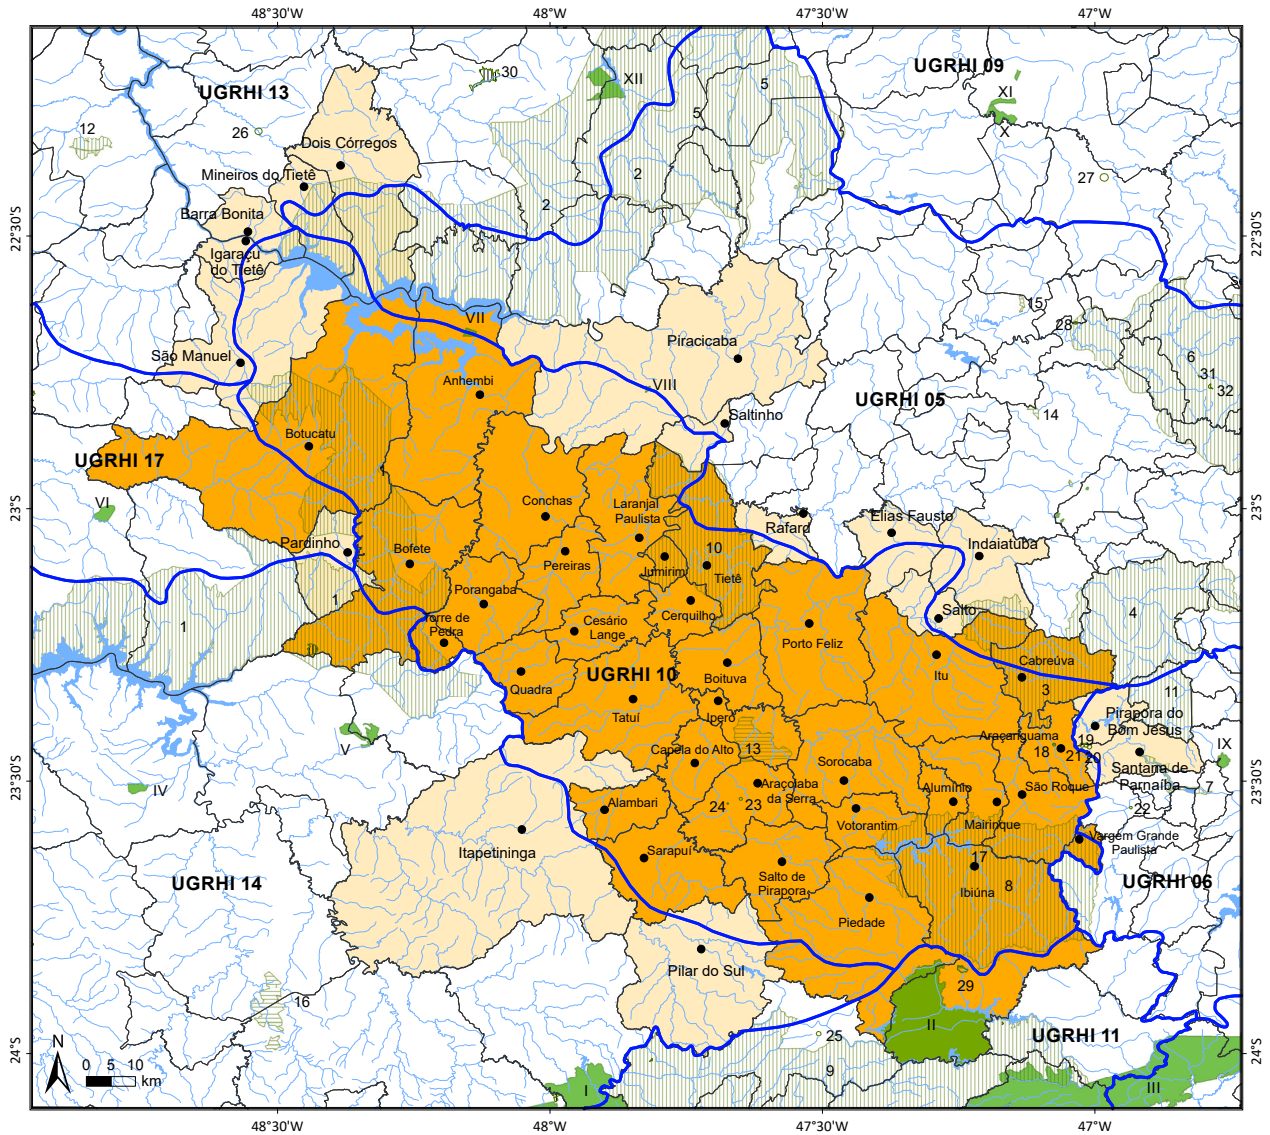 48°30'W 48°W 47°30'W 47°W
UGRHI 09
XII
30
5
XI
UGRHI 13
5
X
12
26
Dois Córregos
2
27
Mineiros do Tietê
2
Barra Bonita
22°30'S
22°30'S
Igaraçu
do Tietê
3
15
VII
28
Piracicaba
São Manuel
6
31
Anhembi
VIII
32
UGRHI 05
Saltinho
14
Botucatu
UGRHI 17
Conchas
Laranjal
Paulista
VI
23°S
23°S
Rafard
Elias Fausto
Pardinho
Bofete
10
Indaiatuba
Pereiras
Jumirim
Tietê
Porangaba
1
Cerquilho
Salto
4
Torre de
Pedra
Cesário
Lange
1
Porto Feliz
Cabreúva
UGRHI 10
Boituva
Itu
Quadra
3
11
Tatuí
Iperó
Pirapora do
Bom Jesus
Araçariguama
19
V
Capela do Alto
13
18
21
20
IX
Sorocaba
Santana de
Parnaíba
23°30'S
23°30'S
IV
Araçoiaba
da Serra
Alumínio
São Roque
7
Alambari
24
23
22
Votorantim
Mairinque
Vargem Grande
Paulista
Itapetininga
Sarapuí
17
UGRHI 14
Salto de
Pirapora
8
UGRHI 06
Ibiúna
Piedade
Pilar do Sul
29
16
II
25
UGRHI 11
N
24°S
24°S
0 5 10
km
9
I
III
48°30'W 48°W 47°30'W 47°W